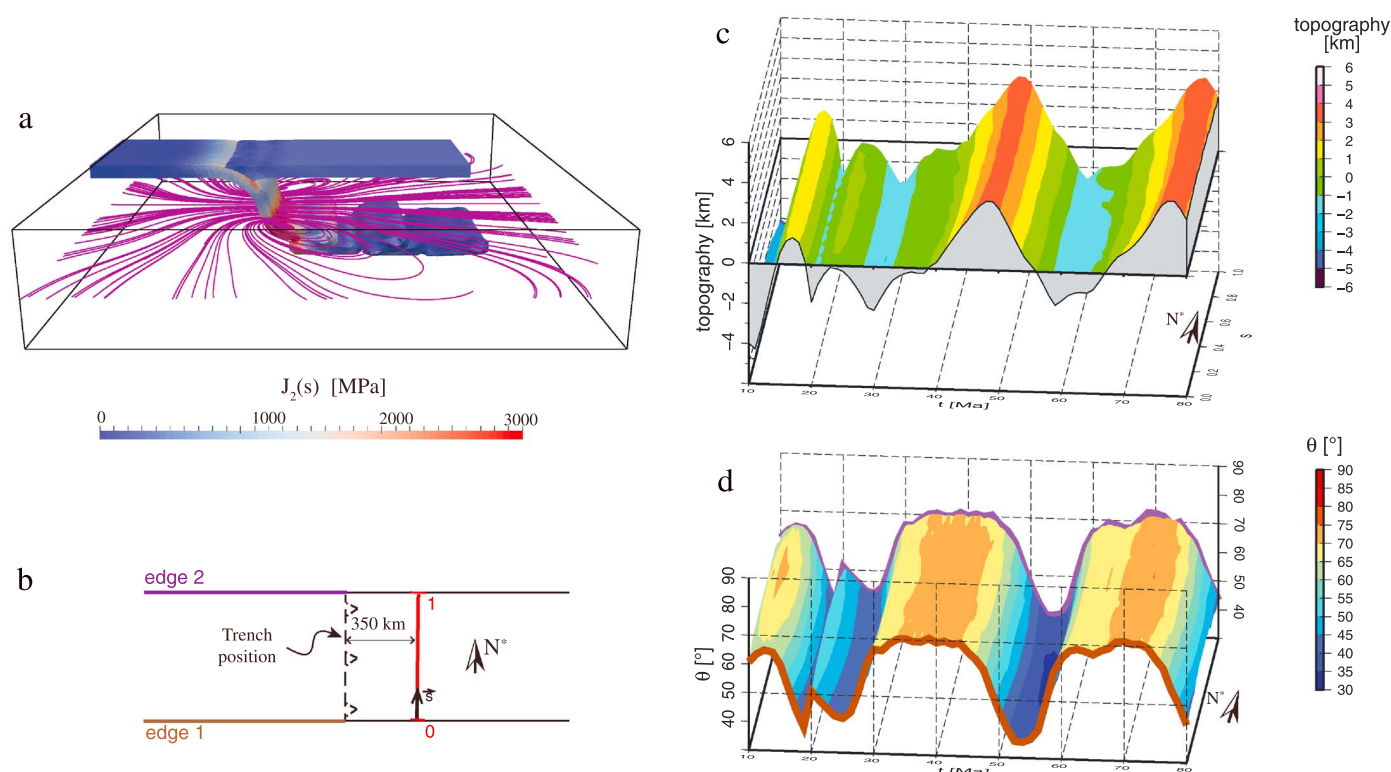 a
J2(s) [MPa]
0 1000 2000 3000
b
edge 2
1
350 km
Trench
position
N*
s
edge 1
0
c
topography
[km]
6
5
4
3
2
1
0
−1
−2
−3
−4
−5
−6
topography [km]
6
4
2
0
−2
−4
10 20 30 40 50 60 70 80
t [Ma]
0.0 0.2 0.4 0.6 0.8 1.0
s
N*
d
θ [°]
90
85
80
75
70
65
60
55
50
45
40
35
30
90
80
70
60
50
40
θ [°]
90
80
70
60
50
40
10 20 30 40 50 60 70 80
t [Ma]
N*